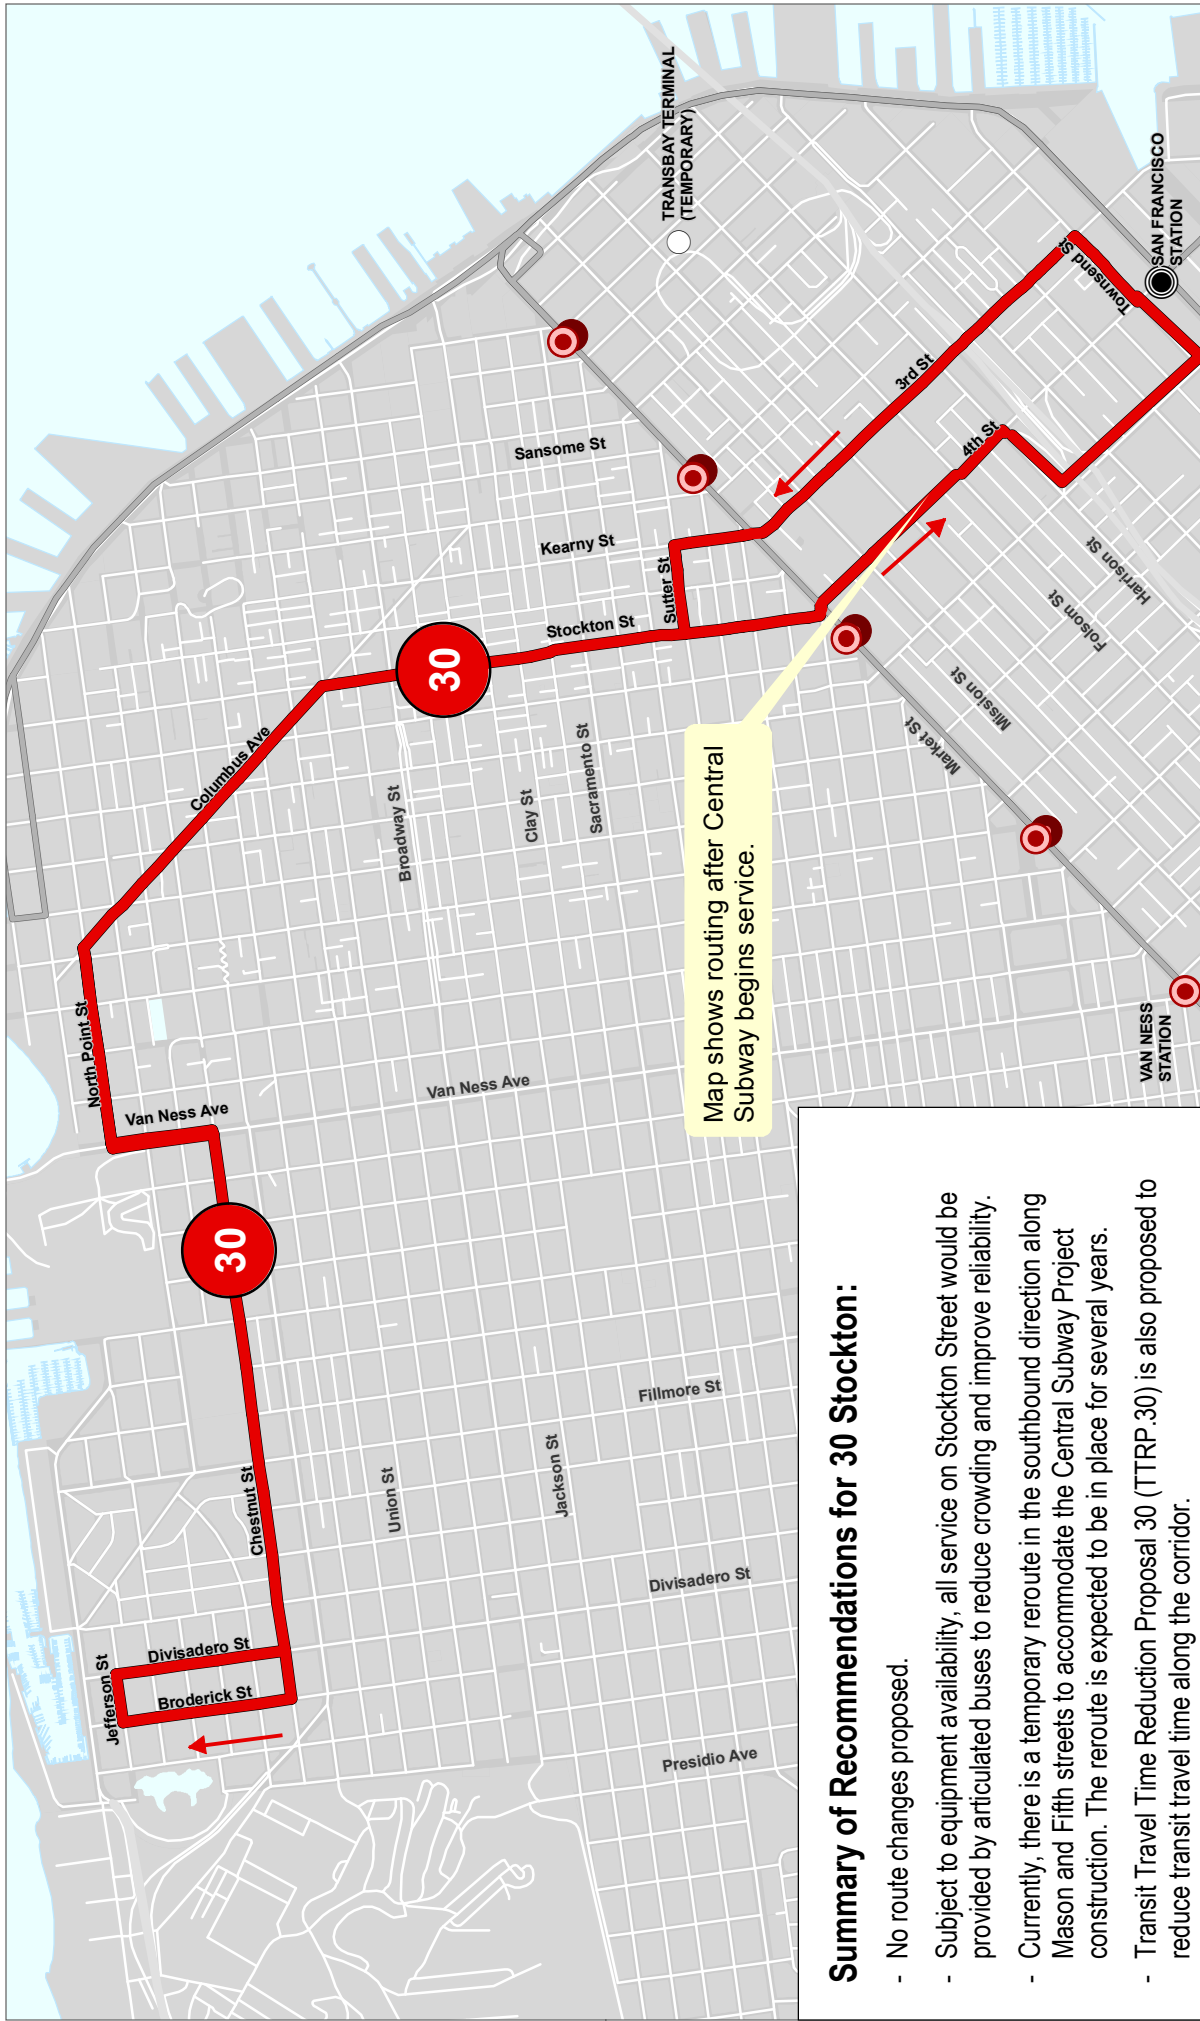 Jefferson St
Divisadero St
Broderick St
Chestnut St
30
Van Ness Ave
North Point St
Columbus Ave
30
Stockton St
Sutter St
Kearny St
Sansome St
TRANSBAY TERMINAL
(TEMPORARY)
3rd St
4th St
Townsend St
SAN FRANCISCO
STATION
Broadway St
Clay St
Sacramento St
Van Ness Ave
Union St
Jackson St
Fillmore St
Divisadero St
Presidio Ave
Market St
Mission St
Folsom St
Harrison St
VAN NESS
STATION
Map shows routing after Central
Subway begins service.
Summary of Recommendations for 30 Stockton:
- No route changes proposed.
- Subject to equipment availability, all service on Stockton Street would be
provided by articulated buses to reduce crowding and improve reliability.
- Currently, there is a temporary reroute in the southbound direction along
Mason and Fifth streets to accommodate the Central Subway Project
construction. The reroute is expected to be in place for several years.
- Transit Travel Time Reduction Proposal 30 (TTRP.30) is also proposed to
reduce transit travel time along the corridor.